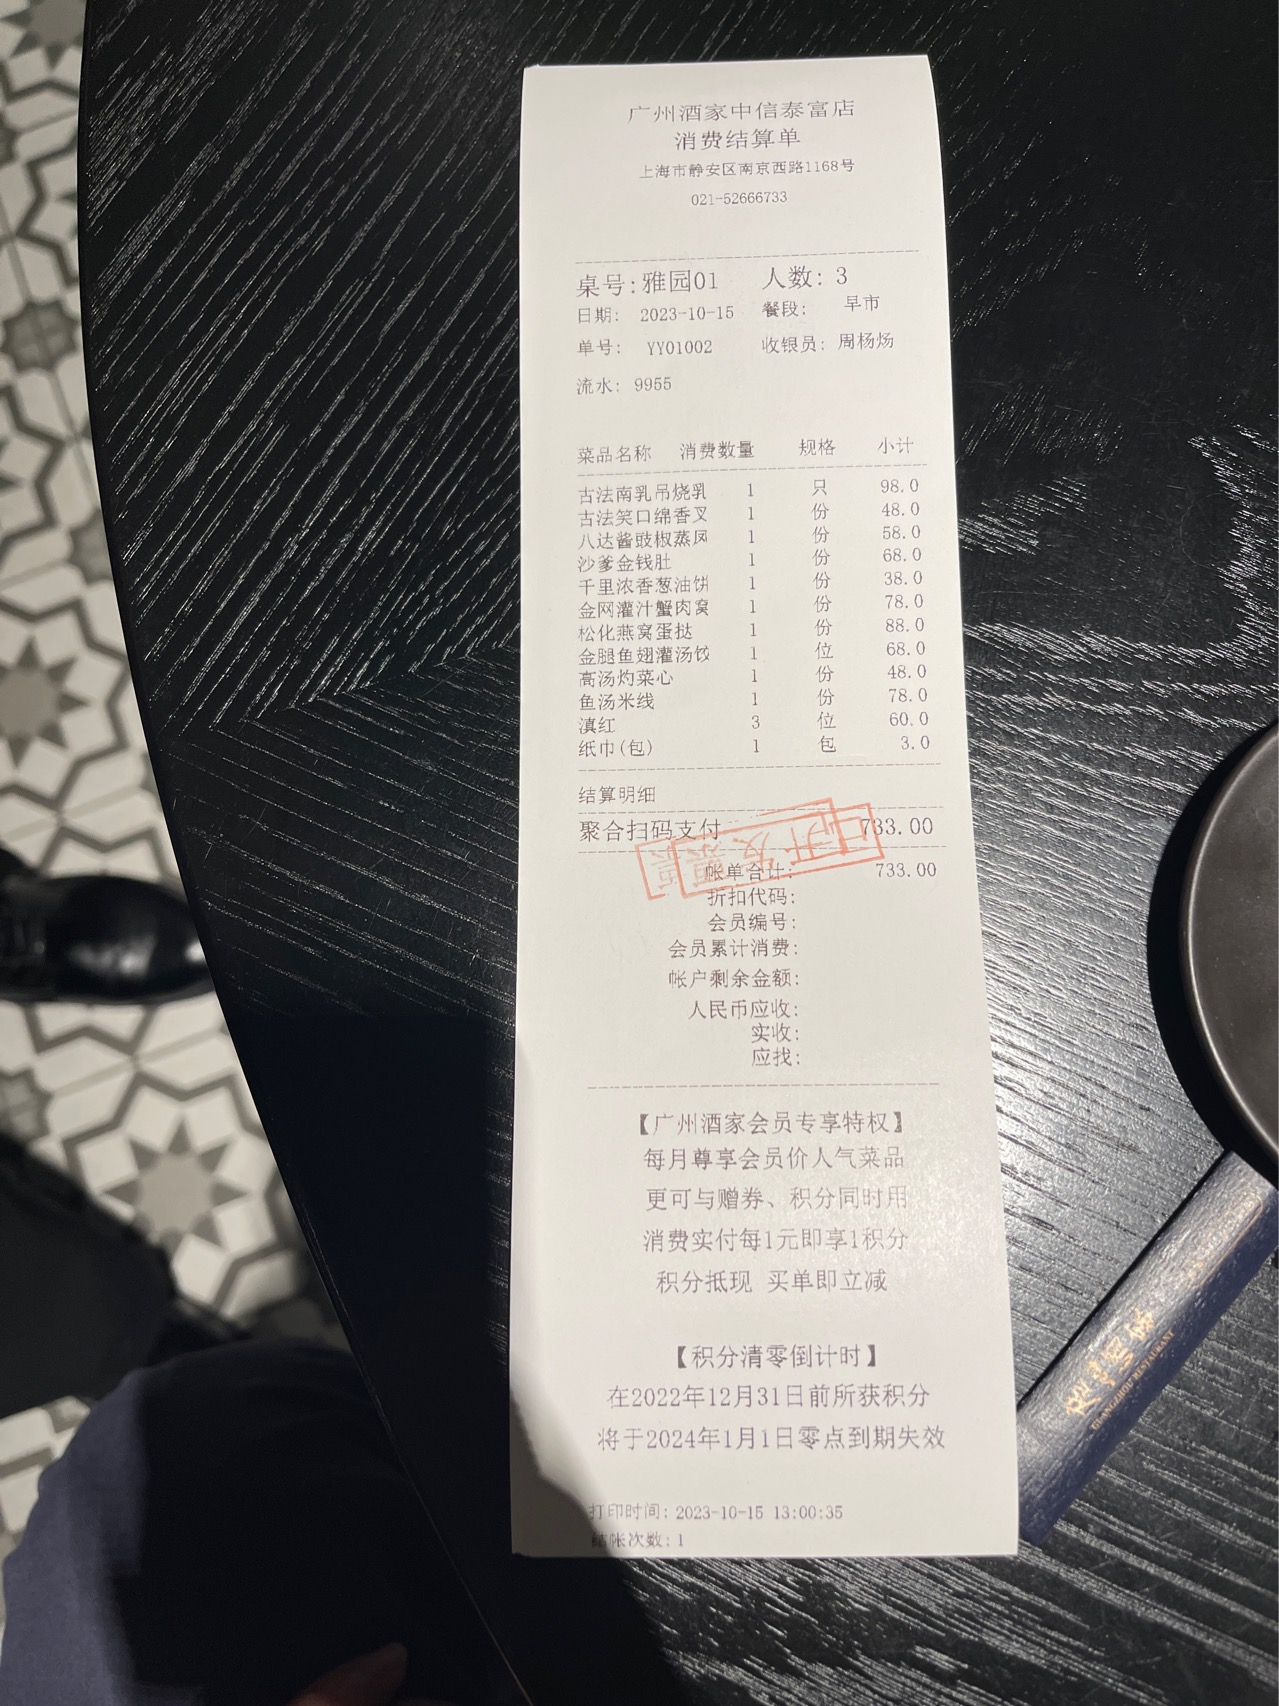 广州酒家中信泰富店
消费结算单
上海市静安区南京西路1168号
021-52666733
桌号:雅园01 人数: 3
日期: 2023-10-15 餐段: 早市
单号: YY01002 收银员: 周杨炀
流水: 9955
菜品名称 消费数量 规格 小计
古法南乳吊烧乳 1 只 98.0
古法笑口绵香叉 1 份 48.0
八达酱豉椒蒸凤 1 份 58.0
沙爹金钱肚 1 份 68.0
千里浓香葱油饼 1 份 38.0
金网灌汁蟹肉窝 1 份 78.0
松化燕窝蛋挞 1 份 88.0
金腿鱼翅灌汤饺 1 位 68.0
高汤灼菜心 1 份 48.0
鱼汤米线 1 份 78.0
滇红 3 位 60.0
纸巾(包) 1 包 3.0
结算明细
聚合扫码支付 733.00
已开发票
帐单合计: 733.00
折扣代码:
会员编号:
会员累计消费:
帐户剩余金额:
人民币应收:
实收:
应找:
【广州酒家会员专享特权】
每月尊享会员价人气菜品
更可与赠券、积分同时用
消费实付每1元即享1积分
积分抵现 买单即立减
【积分清零倒计时】
在2022年12月31日前所获积分
将于2024年1月1日零点到期失效
打印时间: 2023-10-15 13:00:35
结帐次数: 1
广州酒家
GUANGZHOU RESTAURANT